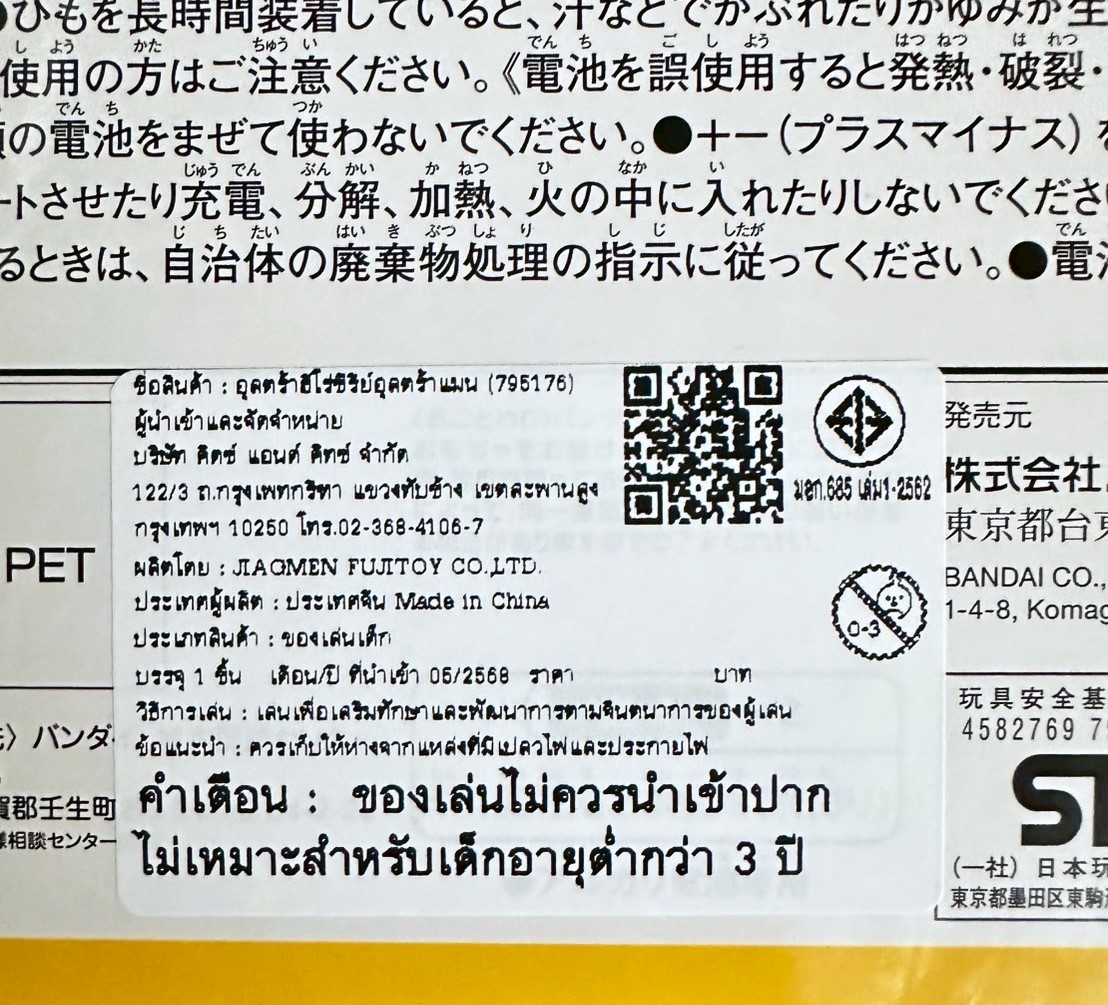 ●ひもを長時間装着していると、汗などでかぶれたりかゆみが生
使用の方はご注意ください。《電池を誤使用すると発熱・破裂・
の電池をまぜて使わないでください。●＋－（プラスマイナス）を
ートさせたり充電、分解、加熱、火の中に入れたりしないでくださ
るときは、自治体の廃棄物処理の指示に従ってください。●電池
ชื่อสินค้า : อุลตร้าฮีโร่ซีรีย์อุลตร้าแมน (795176)
ผู้นำเข้าและจัดจำหน่าย
บริษัท คิดซ์ แอนด์ คิทซ์ จำกัด
122/3 ถ.กรุงเทพกรีฑา แขวงทับช้าง เขตสะพานสูง
กรุงเทพฯ 10250 โทร.02-368-4106-7
ผลิตโดย : JIAOMEN FUJITOY CO.,LTD.
ประเทศผู้ผลิต : ประเทศจีน Made in China
ประเภทสินค้า : ของเล่นเด็ก
บรรจุ 1 ชิ้น เดือน/ปี ที่นำเข้า 05/2568 ราคา บาท
วิธีการเล่น : เล่นเพื่อเสริมทักษาและพัฒนาการตามจินตนาการของผู้เล่น
ข้อแนะนำ : ควรเก็บให้ห่างจากแหล่งที่มีเปลวไฟและประกายไฟ
คำเตือน : ของเล่นไม่ควรนำเข้าปาก
ไม่เหมาะสำหรับเด็กอายุต่ำกว่า 3 ปี
มอก.685 เล่ม1-2562
0-3
PET
〉バンダ
賀郡壬生町
様相談センター
発売元
株式会社
東京都台東
BANDAI CO.,
1-4-8, Komag
玩具安全基
4582769 7
ST
（一社）日本玩
東京都墨田区東駒